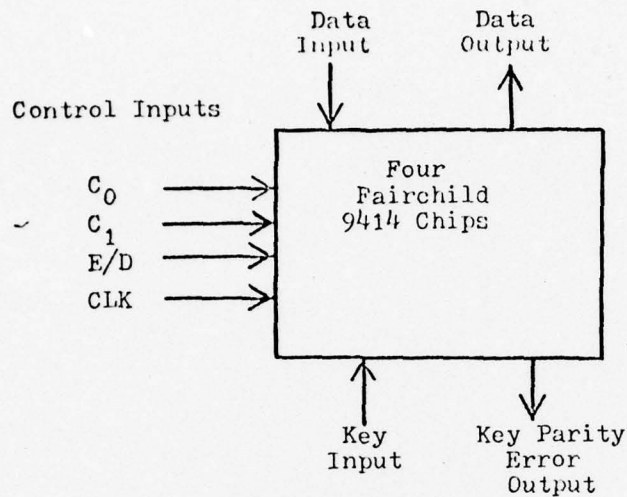 Data
Input
Data
Output
Control Inputs
Four
Fairchild
9414 Chips
C0
C1
E/D
CLK
Key
Input
Key Parity
Error
Output